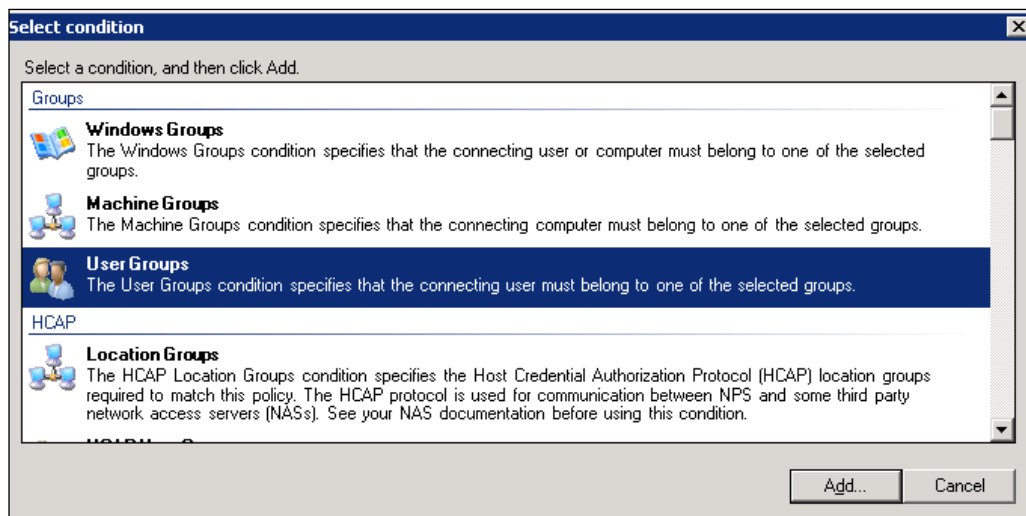 Select condition
Select a condition, and then click Add.
Groups
Windows Groups
The Windows Groups condition specifies that the connecting user or computer must belong to one of the selected
groups.
Machine Groups
The Machine Groups condition specifies that the connecting computer must belong to one of the selected groups.
User Groups
The User Groups condition specifies that the connecting user must belong to one of the selected groups.
HCAP
Location Groups
The HCAP Location Groups condition specifies the Host Credential Authorization Protocol (HCAP) location groups
required to match this policy. The HCAP protocol is used for communication between NPS and some third party
network access servers (NASs). See your NAS documentation before using this condition.
Add...
Cancel